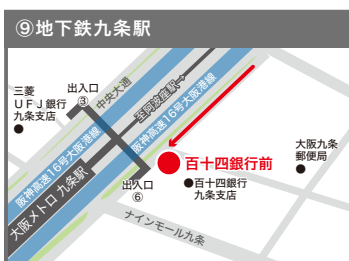 ⑨地下鉄九条駅
三菱
UFJ銀行
九条支店
出入口
③
中央大通
至阿波座駅
阪神高速16号大阪港線
阪神高速16号大阪港線
大阪メトロ 九条駅
百十四銀行前
大阪九条
郵便局
出入口
⑥
百十四銀行
九条支店
ナインモール九条